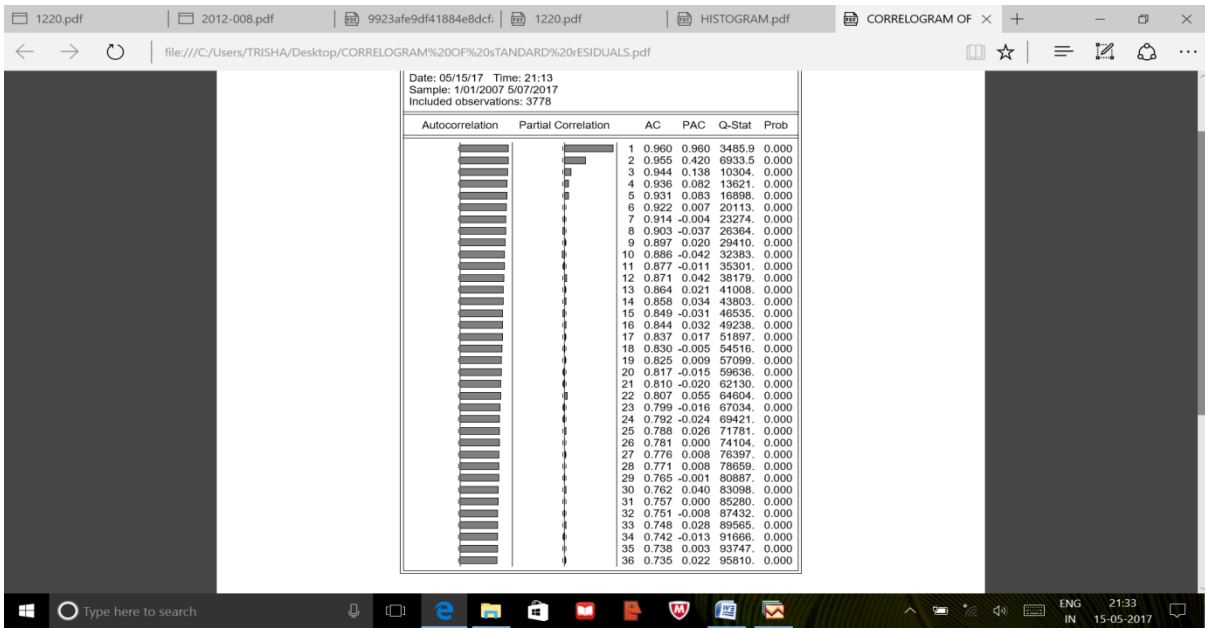 1220.pdf 2012-008.pdf 9923afe9df41884e8dcf 1220.pdf HISTOGRAM.pdf CORRELOGRAM OF
file:///C:/Users/TRISHA/Desktop/CORRELOGRAM%20OF%20sTANDARD%20rESIDUALS.pdf
Date: 05/15/17 Time: 21:13
Sample: 1/01/2007 5/07/2017
Included observations: 3778
Autocorrelation Partial Correlation AC PAC Q-Stat Prob
1 0.960 0.960 3485.9 0.000
2 0.955 0.420 6933.5 0.000
3 0.944 0.138 10304. 0.000
4 0.936 0.082 13621. 0.000
5 0.931 0.083 16898. 0.000
6 0.922 0.007 20113. 0.000
7 0.914 -0.004 23274. 0.000
8 0.903 -0.037 26364. 0.000
9 0.897 0.020 29410. 0.000
10 0.886 -0.042 32383. 0.000
11 0.877 -0.011 35301. 0.000
12 0.871 0.042 38179. 0.000
13 0.864 0.021 41008. 0.000
14 0.858 0.034 43803. 0.000
15 0.849 -0.031 46535. 0.000
16 0.844 0.032 49238. 0.000
17 0.837 0.017 51897. 0.000
18 0.830 -0.005 54516. 0.000
19 0.825 0.009 57099. 0.000
20 0.817 -0.015 59636. 0.000
21 0.810 -0.020 62130. 0.000
22 0.807 0.055 64604. 0.000
23 0.799 -0.016 67034. 0.000
24 0.792 -0.024 69421. 0.000
25 0.788 0.026 71781. 0.000
26 0.781 0.000 74104. 0.000
27 0.776 0.008 76397. 0.000
28 0.771 0.008 78659. 0.000
29 0.765 -0.001 80887. 0.000
30 0.762 0.040 83098. 0.000
31 0.757 0.000 85280. 0.000
32 0.751 -0.008 87432. 0.000
33 0.748 0.028 89565. 0.000
34 0.742 -0.013 91666. 0.000
35 0.738 0.003 93747. 0.000
36 0.735 0.022 95810. 0.000
Type here to search ENG 21:33
IN 15-05-2017